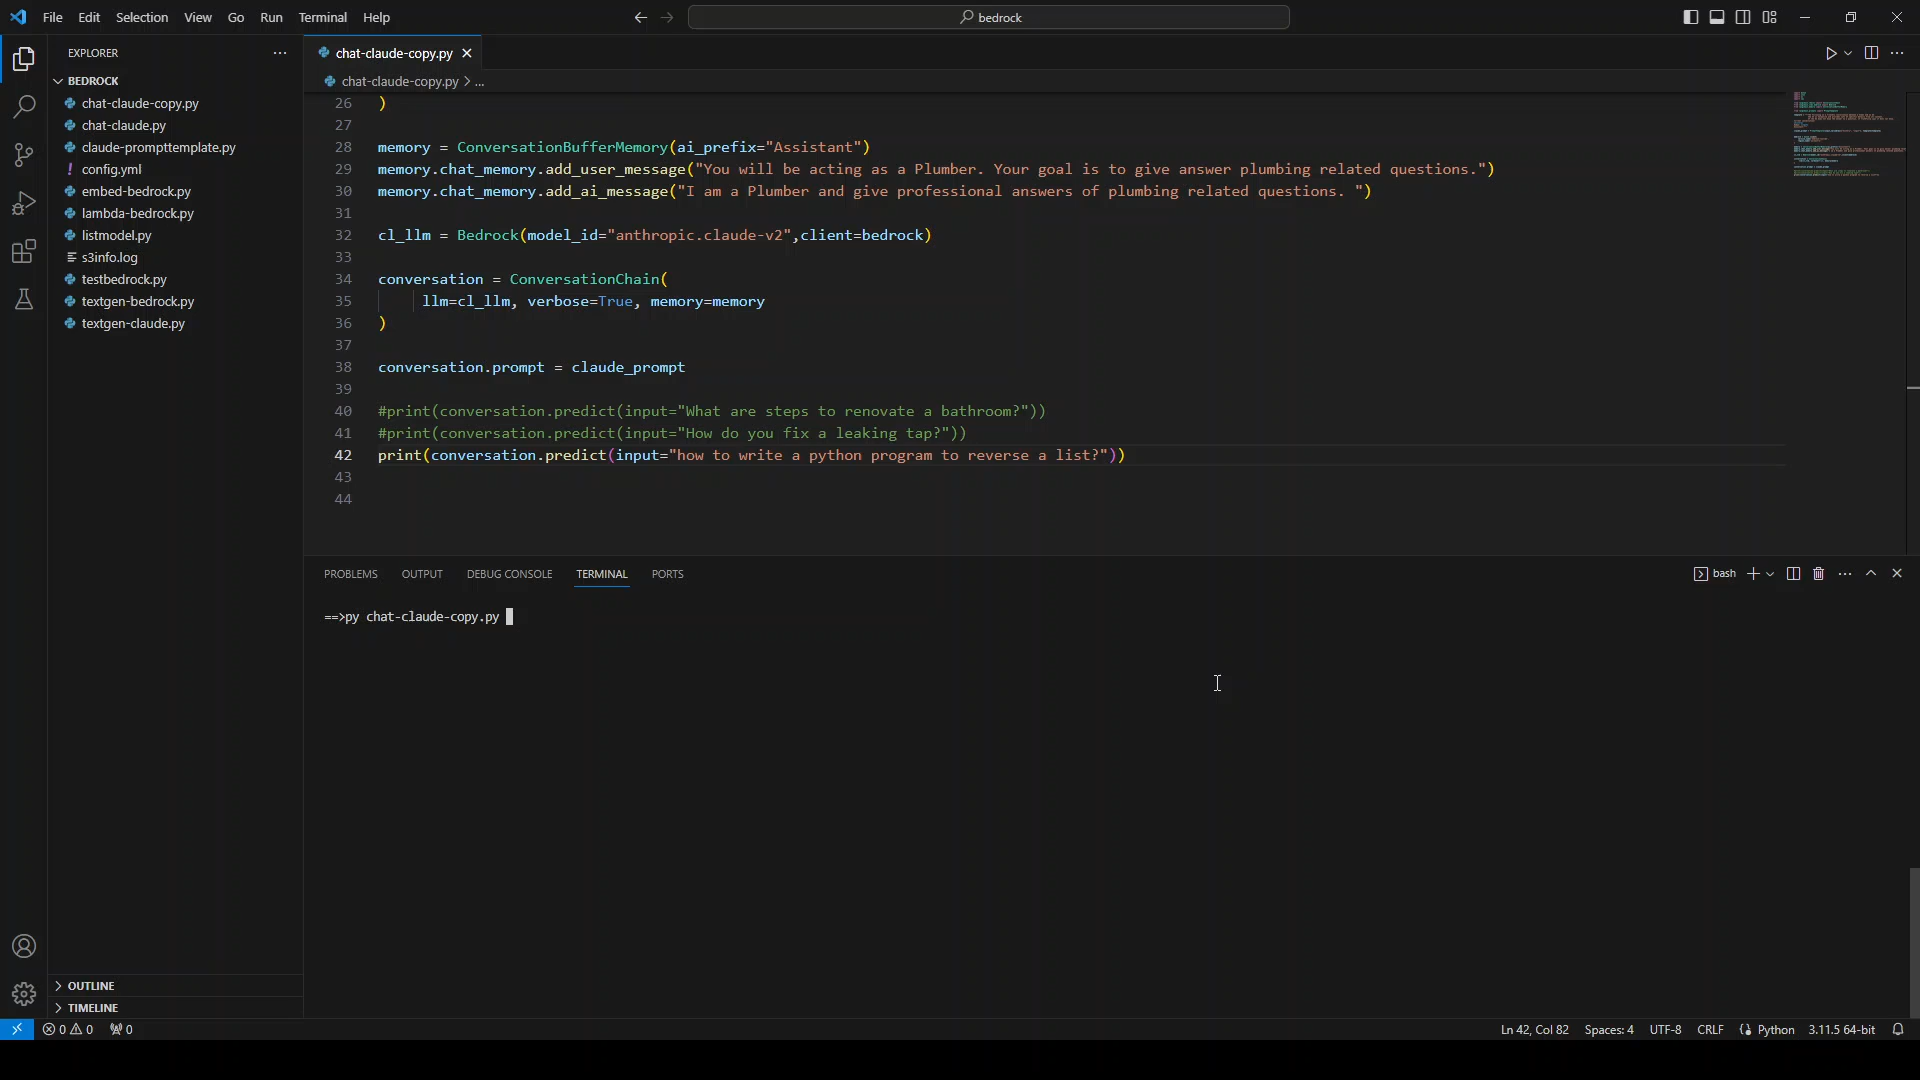 File Edit Selection View Go Run Terminal Help
bedrock
EXPLORER
BEDROCK
chat-claude-copy.py
chat-claude.py
claude-prompttemplate.py
! config.yml
embed-bedrock.py
lambda-bedrock.py
listmodel.py
s3info.log
testbedrock.py
textgen-bedrock.py
textgen-claude.py
OUTLINE
TIMELINE
chat-claude-copy.py
chat-claude-copy.py > ...
26 )
27
28 memory = ConversationBufferMemory(ai_prefix="Assistant")
29 memory.chat_memory.add_user_message("You will be acting as a Plumber. Your goal is to give answer plumbing related questions.")
30 memory.chat_memory.add_ai_message("I am a Plumber and give professional answers of plumbing related questions. ")
31
32 cl_llm = Bedrock(model_id="anthropic.claude-v2",client=bedrock)
33
34 conversation = ConversationChain(
35 llm=cl_llm, verbose=True, memory=memory
36 )
37
38 conversation.prompt = claude_prompt
39
40 #print(conversation.predict(input="What are steps to renovate a bathroom?"))
41 #print(conversation.predict(input="How do you fix a leaking tap?"))
42 print(conversation.predict(input="how to write a python program to reverse a list?"))
43
44
PROBLEMS OUTPUT DEBUG CONSOLE TERMINAL PORTS
bash
==>py chat-claude-copy.py
0 0 0
Ln 42, Col 82 Spaces: 4 UTF-8 CRLF Python 3.11.5 64-bit